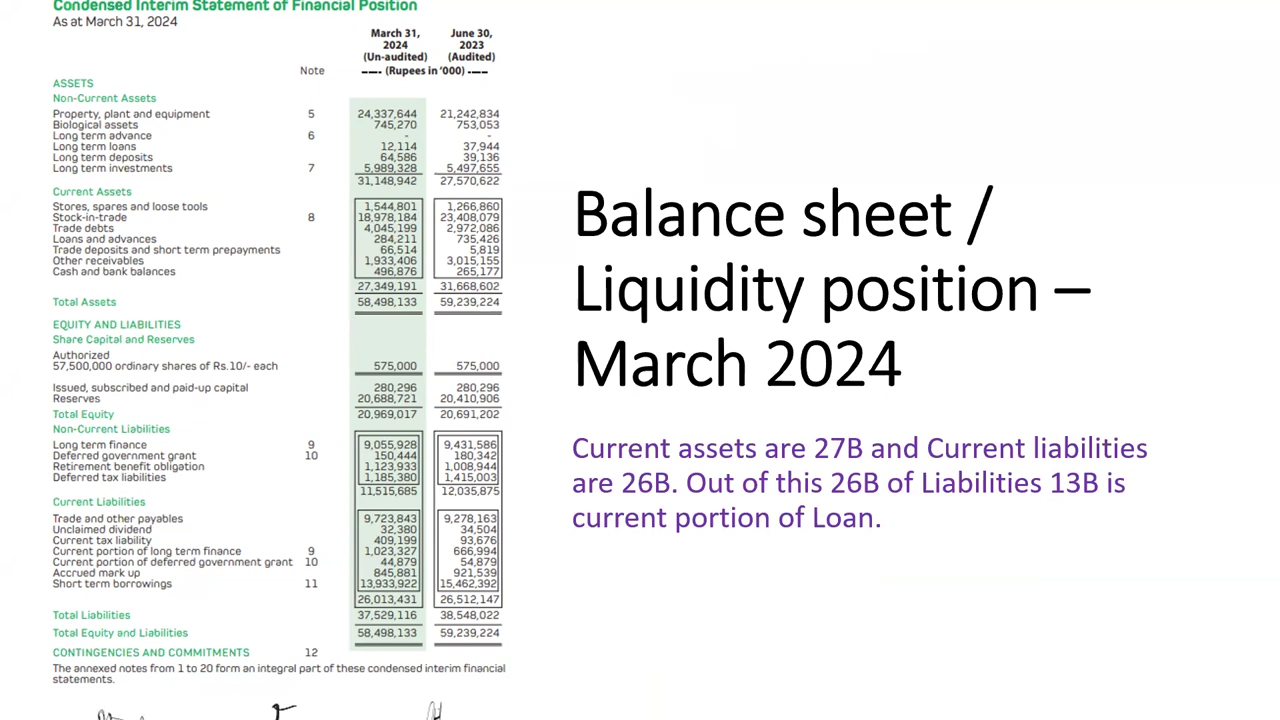 Condensed Interim Statement of Financial Position
As at March 31, 2024
March 31, 2024 (Un-audited) June 30, 2023 (Audited)
Note ---- (Rupees in '000) ----
ASSETS
Non-Current Assets
Property, plant and equipment 5 24,337,644 21,242,834
Biological assets 745,270 753,053
Long term advance 6 - -
Long term loans 12,114 37,944
Long term deposits 64,586 39,136
Long term investments 7 5,989,328 5,497,655
31,148,942 27,570,622
Current Assets
Stores, spares and loose tools 1,544,801 1,266,860
Stock-in-trade 8 18,978,184 23,408,079
Trade debts 4,045,199 2,972,086
Loans and advances 284,211 735,426
Trade deposits and short term prepayments 66,514 5,819
Other receivables 1,933,406 3,015,155
Cash and bank balances 496,876 265,177
27,349,191 31,668,602
Total Assets 58,498,133 59,239,224
EQUITY AND LIABILITIES
Share Capital and Reserves
Authorized
57,500,000 ordinary shares of Rs.10/- each 575,000 575,000
Issued, subscribed and paid-up capital 280,296 280,296
Reserves 20,688,721 20,410,906
Total Equity 20,969,017 20,691,202
Non-Current Liabilities
Long term finance 9 9,055,928 9,431,586
Deferred government grant 10 150,444 180,342
Retirement benefit obligation 1,123,933 1,008,944
Deferred tax liabilities 1,185,380 1,415,003
11,515,685 12,035,875
Current Liabilities
Trade and other payables 9,723,843 9,278,163
Unclaimed dividend 32,380 34,504
Current tax liability 409,199 93,676
Current portion of long term finance 9 1,023,327 666,994
Current portion of deferred government grant 10 44,879 54,879
Accrued mark up 845,881 921,539
Short term borrowings 11 13,933,922 15,462,392
26,013,431 26,512,147
Total Liabilities 37,529,116 38,548,022
Total Equity and Liabilities 58,498,133 59,239,224
CONTINGENCIES AND COMMITMENTS 12
The annexed notes from 1 to 20 form an integral part of these condensed interim financial
statements.
Balance sheet /
Liquidity position –
March 2024
Current assets are 27B and Current liabilities
are 26B. Out of this 26B of Liabilities 13B is
current portion of Loan.